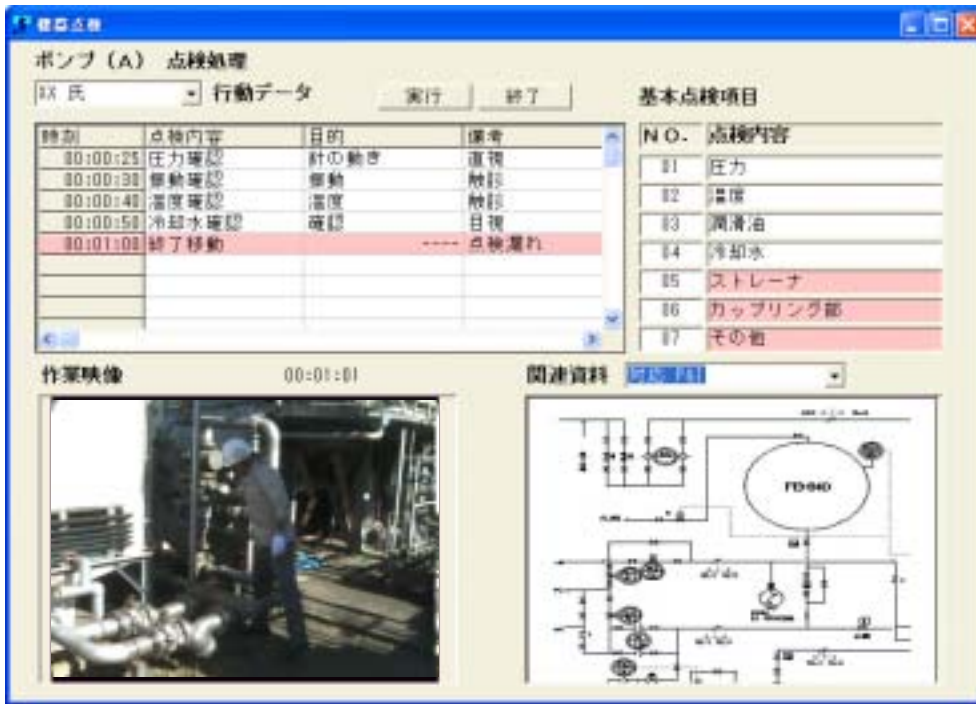 機器点検
ポンプ (A) 点検処理
XX 氏 行動データ 実行 終了
時刻 点検内容 目的 備考
00:00:25 圧力確認 針の動き 直視
00:00:30 振動確認 振動 触診
00:00:40 温度確認 温度 触診
00:00:50 冷却水確認 確認 目視
00:01:00 終了移動 ---- 点検漏れ
基本点検項目
NO. 点検内容
01 圧力
02 温度
03 潤滑油
04 冷却水
05 ストレーナ
06 カップリング部
07 その他
作業映像 00:01:01
関連資料 P&I
FD-940